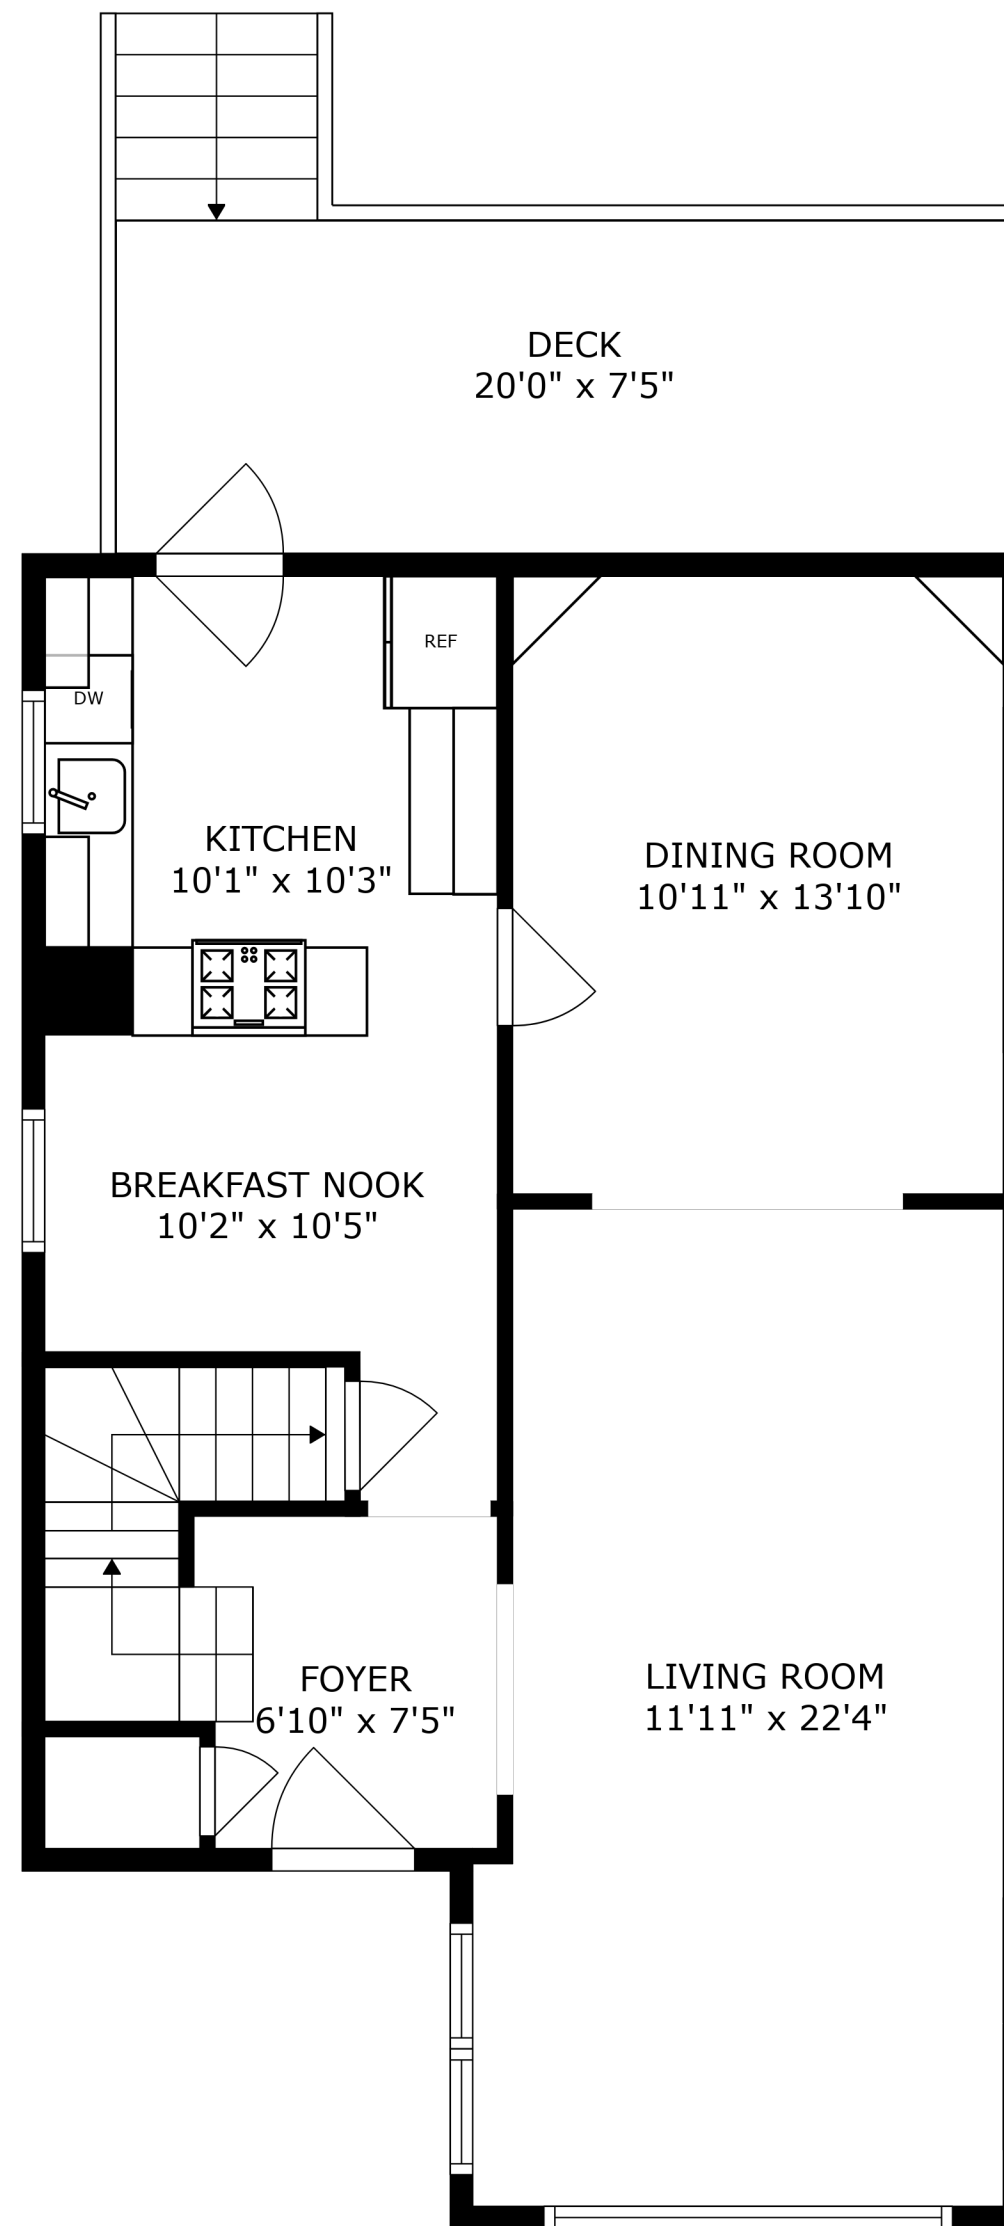 DECK
20'0" x 7'5"
REF
DW
KITCHEN
10'1" x 10'3"
DINING ROOM
10'11" x 13'10"
BREAKFAST NOOK
10'2" x 10'5"
FOYER
6'10" x 7'5"
LIVING ROOM
11'11" x 22'4"